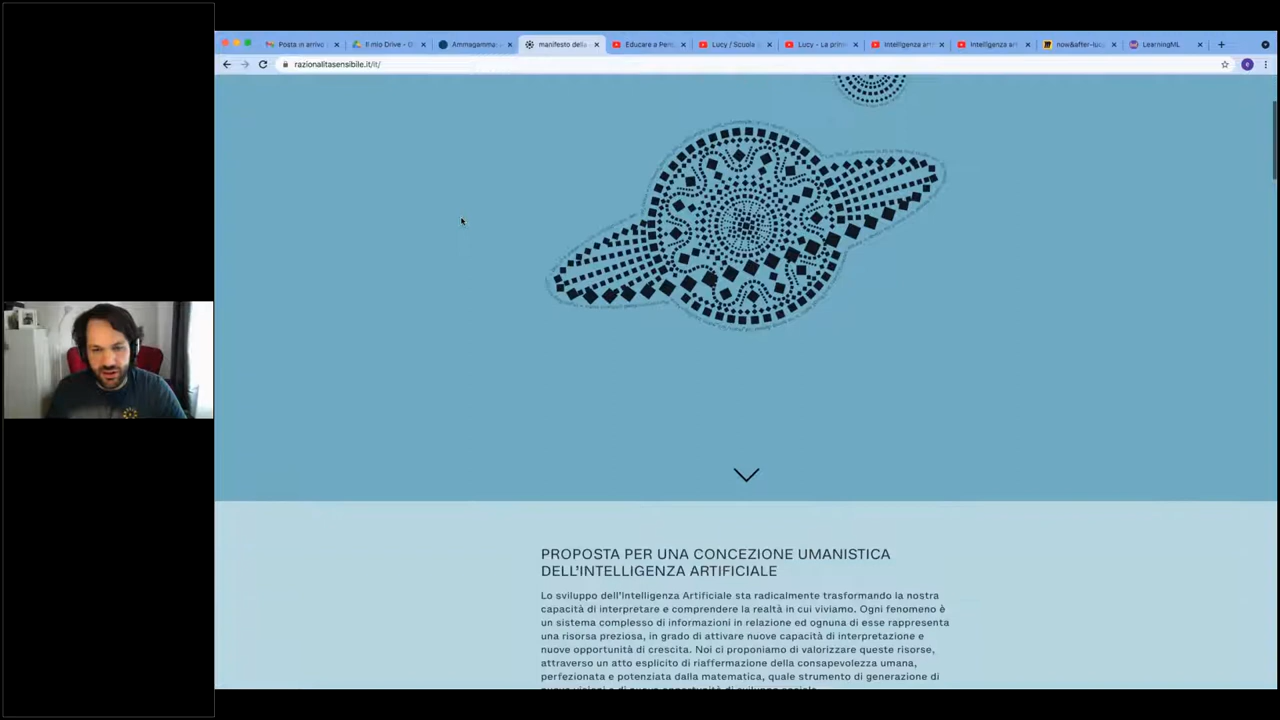 Posta in arrivo
Il mio Drive - G
Ammagamma:
manifesto della
Educare a Pen
Lucy / Scuola
Lucy - La prim
Intelligenza art
Intelligenza art
now&after-luc
LearningML
razionalitasensibile.it/it/
PROPOSTA PER UNA CONCEZIONE UMANISTICA
DELL'INTELLIGENZA ARTIFICIALE
Lo sviluppo dell'Intelligenza Artificiale sta radicalmente trasformando la nostra
capacità di interpretare e comprendere la realtà in cui viviamo. Ogni fenomeno è
un sistema complesso di informazioni in relazione ed ognuna di esse rappresenta
una risorsa preziosa, in grado di attivare nuove capacità di interpretazione e
nuove opportunità di crescita. Noi ci proponiamo di valorizzare queste risorse,
attraverso un atto esplicito di riaffermazione della consapevolezza umana,
perfezionata e potenziata dalla matematica, quale strumento di generazione di